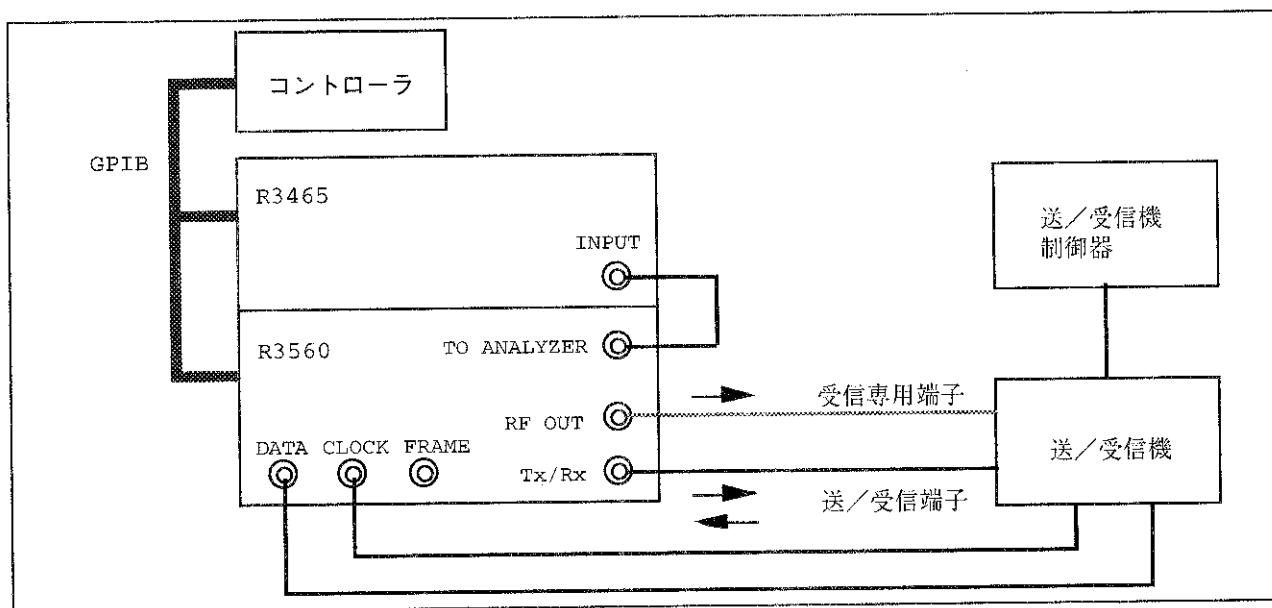 コントローラ
GPIB
R3465
INPUT
送／受信機
制御器
R3560
TO ANALYZER
受信専用端子
RF OUT
DATA CLOCK FRAME
Tx/Rx
送／受信機
送／受信端子